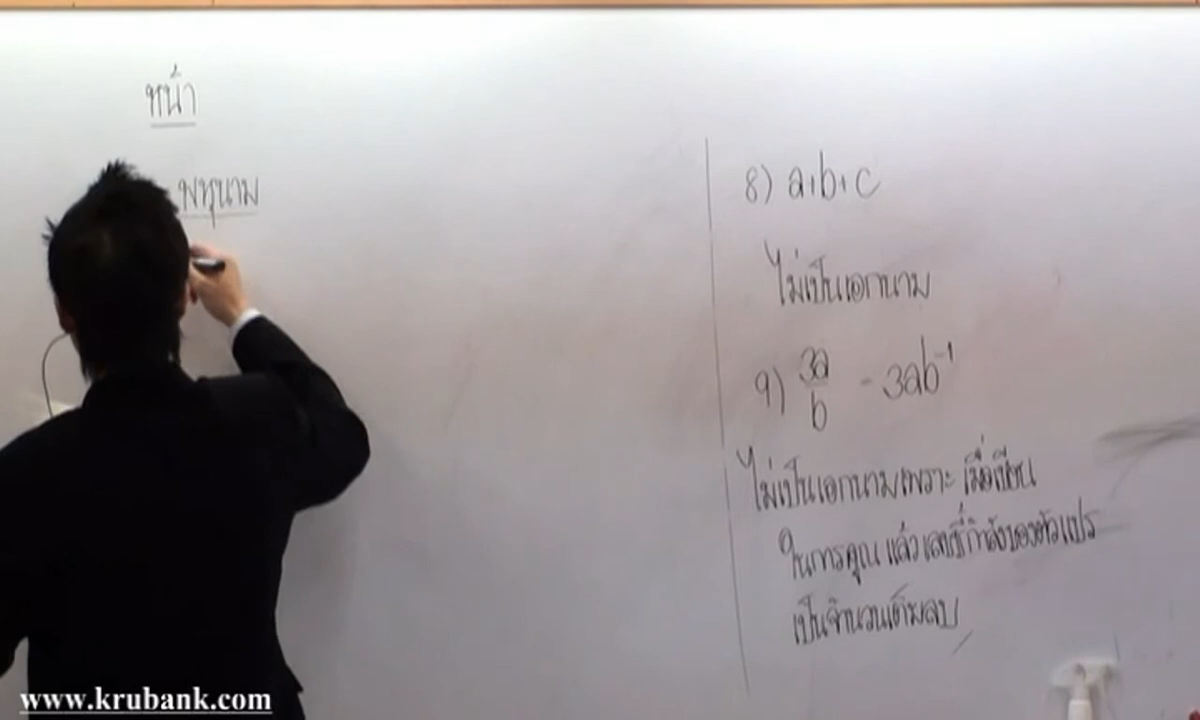 หน้า
พหุนาม
8) a+b+c
ไม่เป็นเอกนาม
9) 3a/b = 3ab⁻¹
ไม่เป็นเอกนามเพราะ เมื่อเขียน
ในการคูณ แล้วเลขชี้กำลังของตัวแปร
เป็นจำนวนเต็มลบ
www.krubank.com